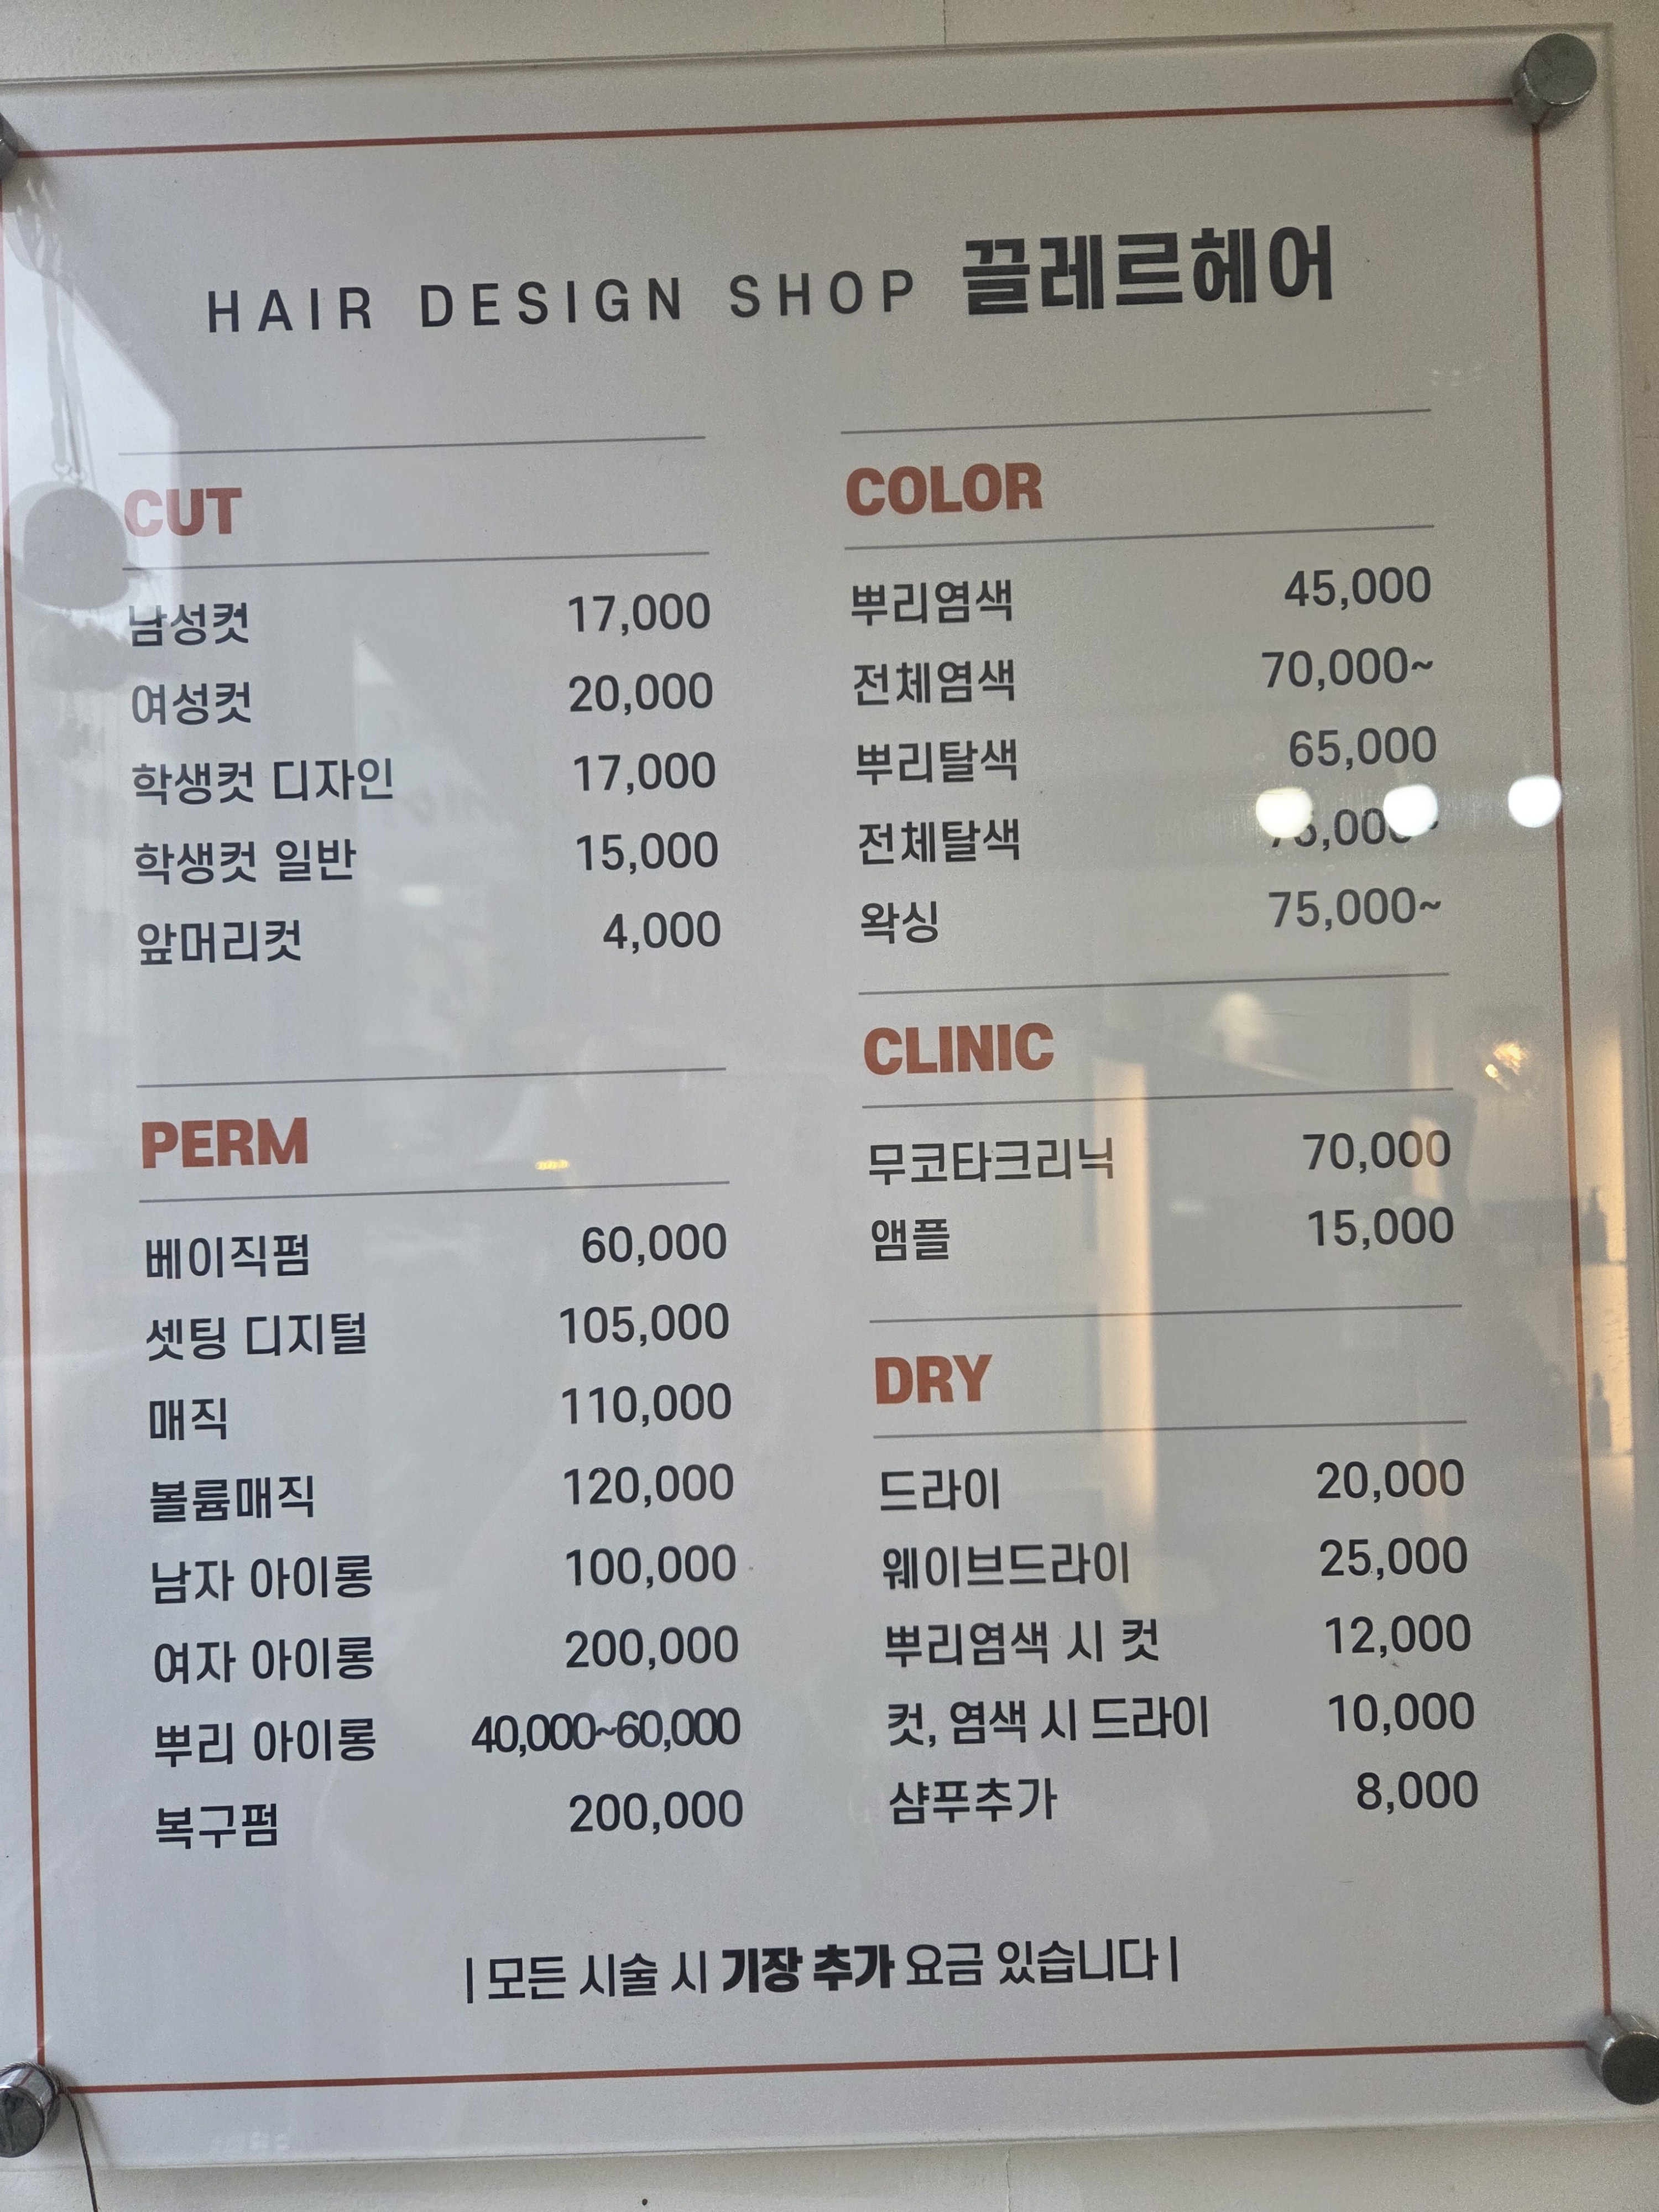 HAIR DESIGN SHOP 끌레르헤어
CUT
남성컷 17,000
여성컷 20,000
학생컷 디자인 17,000
학생컷 일반 15,000
앞머리컷 4,000
PERM
베이직펌 60,000
셋팅 디지털 105,000
매직 110,000
볼륨매직 120,000
남자 아이롱 100,000
여자 아이롱 200,000
뿌리 아이롱 40,000~60,000
복구펌 200,000
COLOR
뿌리염색 45,000
전체염색 70,000~
뿌리탈색 65,000
전체탈색
왁싱 75,000~
CLINIC
무코타크리닉 70,000
앰플 15,000
DRY
드라이 20,000
웨이브드라이 25,000
뿌리염색 시 컷 12,000
컷, 염색 시 드라이 10,000
샴푸추가 8,000
| 모든 시술 시 기장 추가 요금 있습니다 |